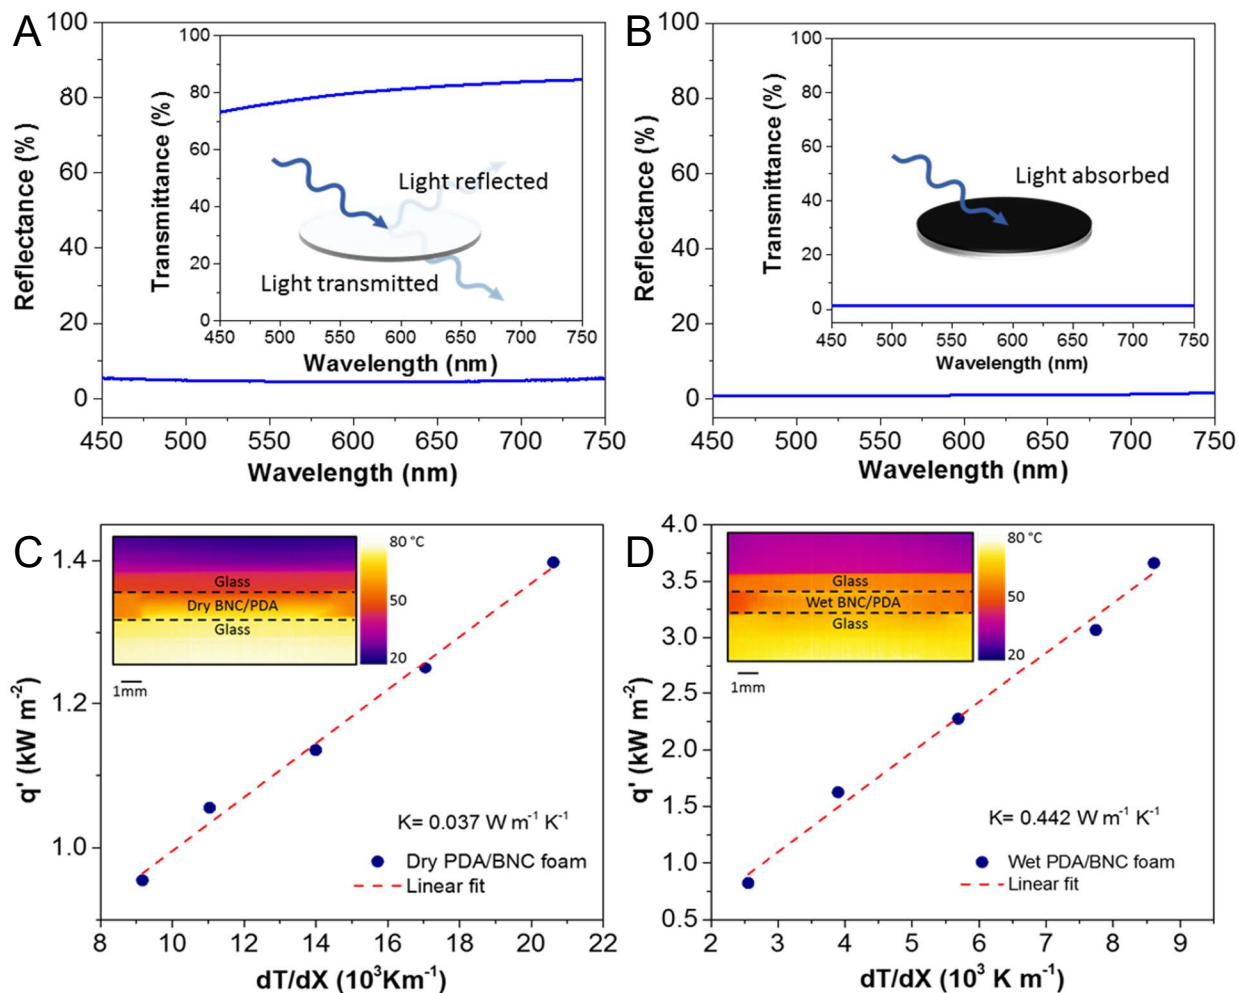 A
Reflectance (%)
100
80
60
40
20
0
450 500 550 600 650 700 750
Wavelength (nm)
Transmittance (%)
100
80
60
40
20
0
450 500 550 600 650 700 750
Wavelength (nm)
Light reflected
Light transmitted
B
Reflectance (%)
100
80
60
40
20
0
450 500 550 600 650 700 750
Wavelength (nm)
Transmittance (%)
100
80
60
40
20
0
450 500 550 600 650 700 750
Wavelength (nm)
Light absorbed
C
q' (kW m⁻²)
1.4
1.2
1.0
8 10 12 14 16 18 20 22
dT/dX (10³Km⁻¹)
Glass
Dry BNC/PDA
Glass
80 °C
50
20
1mm
K= 0.037 W m⁻¹ K⁻¹
Dry PDA/BNC foam
Linear fit
D
q' (kW m⁻²)
4.0
3.5
3.0
2.5
2.0
1.5
1.0
0.5
2 3 4 5 6 7 8 9
dT/dX (10³ K m⁻¹)
Glass
Wet BNC/PDA
Glass
80 °C
50
20
1mm
K= 0.442 W m⁻¹ K⁻¹
Wet PDA/BNC foam
Linear fit